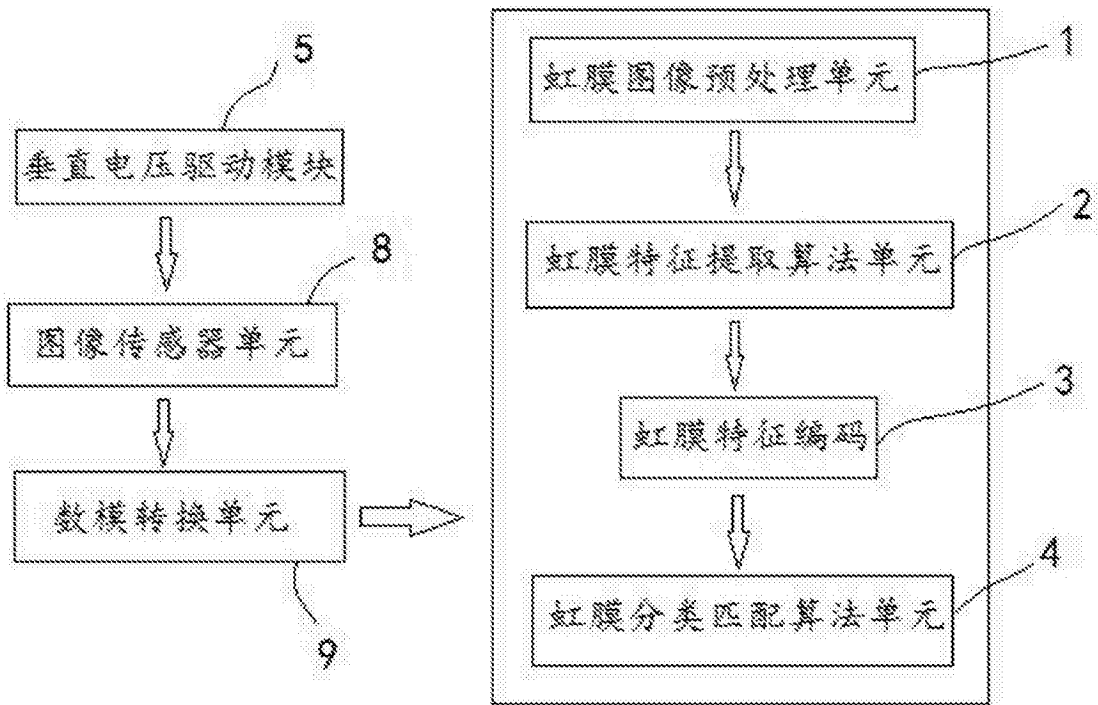 5
垂直电压驱动模块
8
图像传感器单元
数模转换单元
9
1
虹膜图像预处理单元
2
虹膜特征提取算法单元
3
虹膜特征编码
4
虹膜分类匹配算法单元